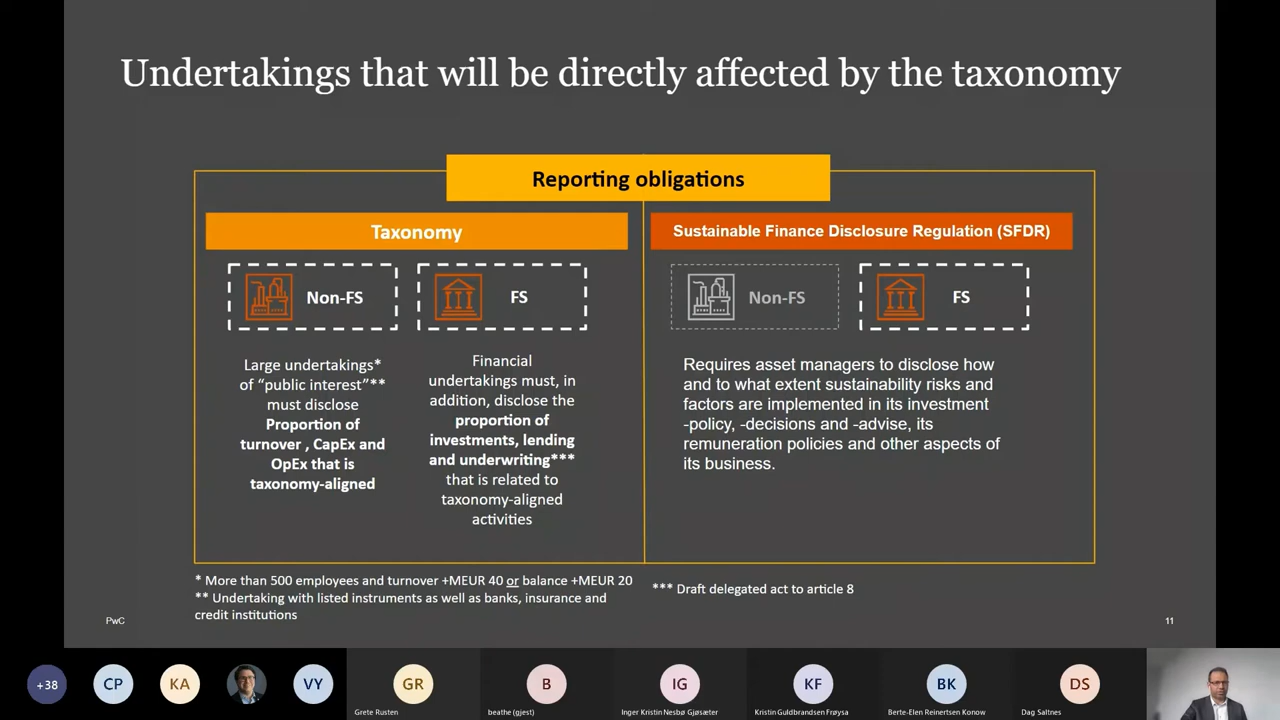 Undertakings that will be directly affected by the taxonomy
Reporting obligations
Taxonomy
Non-FS
FS
Large undertakings*
of “public interest”**
must disclose
Proportion of
turnover , CapEx and
OpEx that is
taxonomy-aligned
Financial
undertakings must, in
addition, disclose the
proportion of
investments, lending
and underwriting***
that is related to
taxonomy-aligned
activities
Sustainable Finance Disclosure Regulation (SFDR)
Non-FS
FS
Requires asset managers to disclose how
and to what extent sustainability risks and
factors are implemented in its investment
-policy, -decisions and -advise, its
remuneration policies and other aspects of
its business.
* More than 500 employees and turnover +MEUR 40 or balance +MEUR 20
** Undertaking with listed instruments as well as banks, insurance and
credit institutions
*** Draft delegated act to article 8
PwC
11
+38
CP
KA
VY
GR
Grete Rusten
B
beathe (gjest)
IG
Inger Kristin Nesbø Gjøsæter
KF
Kristin Guldbrandsen Frøysa
BK
Berte-Elen Reinertsen Konow
DS
Dag Saltnes